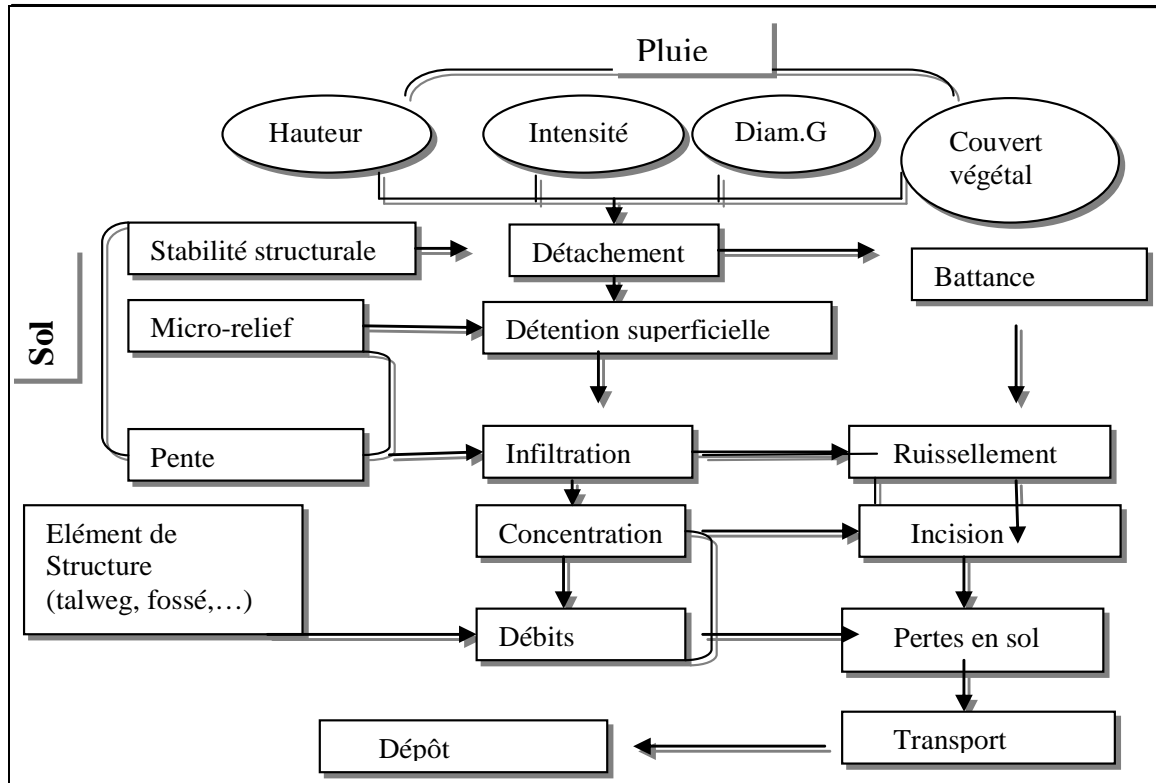 Pluie
Hauteur
Intensité
Diam.G
Couvert
végétal
Sol
Stabilité structurale
Détachement
Battance
Micro-relief
Détention superficielle
Pente
Infiltration
Ruissellement
Elément de
Structure
(talweg, fossé,…)
Concentration
Incision
Débits
Pertes en sol
Dépôt
Transport